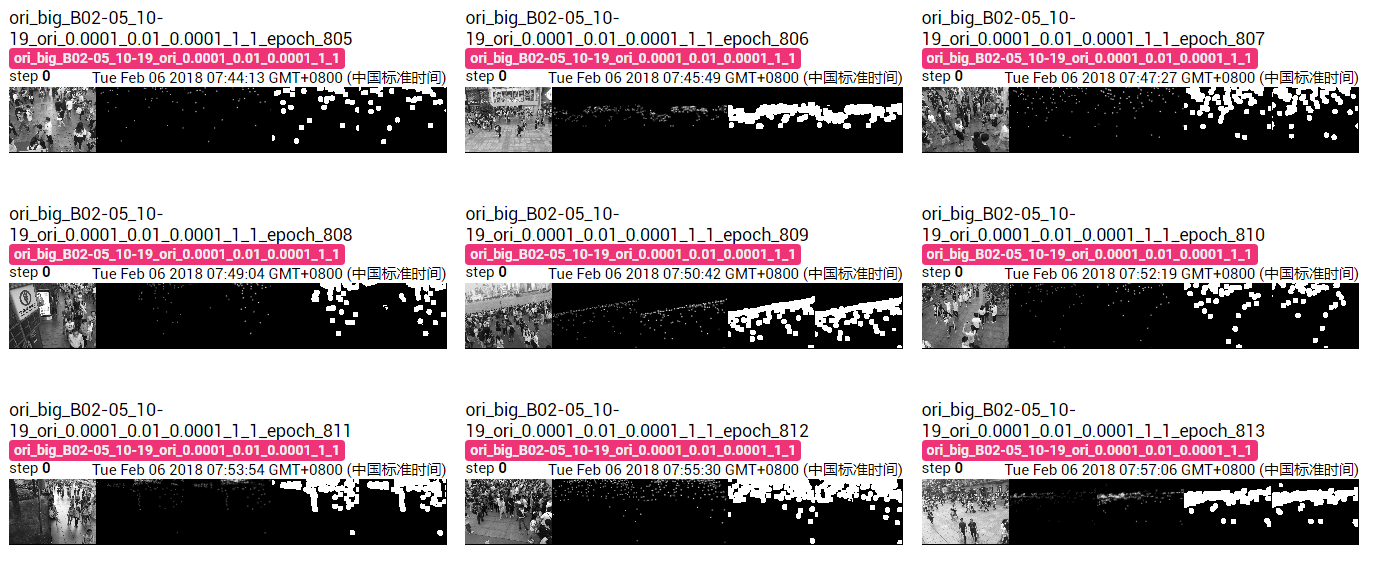 ori_big_B02-05_10-
19_ori_0.0001_0.01_0.0001_1_1_epoch_805
ori_big_B02-05_10-19_ori_0.0001_0.01_0.0001_1_1
step 0 Tue Feb 06 2018 07:44:13 GMT+0800 (中国标准时间)
ori_big_B02-05_10-
19_ori_0.0001_0.01_0.0001_1_1_epoch_806
ori_big_B02-05_10-19_ori_0.0001_0.01_0.0001_1_1
step 0 Tue Feb 06 2018 07:45:49 GMT+0800 (中国标准时间)
ori_big_B02-05_10-
19_ori_0.0001_0.01_0.0001_1_1_epoch_807
ori_big_B02-05_10-19_ori_0.0001_0.01_0.0001_1_1
step 0 Tue Feb 06 2018 07:47:27 GMT+0800 (中国标准时间)
ori_big_B02-05_10-
19_ori_0.0001_0.01_0.0001_1_1_epoch_808
ori_big_B02-05_10-19_ori_0.0001_0.01_0.0001_1_1
step 0 Tue Feb 06 2018 07:49:04 GMT+0800 (中国标准时间)
ori_big_B02-05_10-
19_ori_0.0001_0.01_0.0001_1_1_epoch_809
ori_big_B02-05_10-19_ori_0.0001_0.01_0.0001_1_1
step 0 Tue Feb 06 2018 07:50:42 GMT+0800 (中国标准时间)
ori_big_B02-05_10-
19_ori_0.0001_0.01_0.0001_1_1_epoch_810
ori_big_B02-05_10-19_ori_0.0001_0.01_0.0001_1_1
step 0 Tue Feb 06 2018 07:52:19 GMT+0800 (中国标准时间)
ori_big_B02-05_10-
19_ori_0.0001_0.01_0.0001_1_1_epoch_811
ori_big_B02-05_10-19_ori_0.0001_0.01_0.0001_1_1
step 0 Tue Feb 06 2018 07:53:54 GMT+0800 (中国标准时间)
ori_big_B02-05_10-
19_ori_0.0001_0.01_0.0001_1_1_epoch_812
ori_big_B02-05_10-19_ori_0.0001_0.01_0.0001_1_1
step 0 Tue Feb 06 2018 07:55:30 GMT+0800 (中国标准时间)
ori_big_B02-05_10-
19_ori_0.0001_0.01_0.0001_1_1_epoch_813
ori_big_B02-05_10-19_ori_0.0001_0.01_0.0001_1_1
step 0 Tue Feb 06 2018 07:57:06 GMT+0800 (中国标准时间)